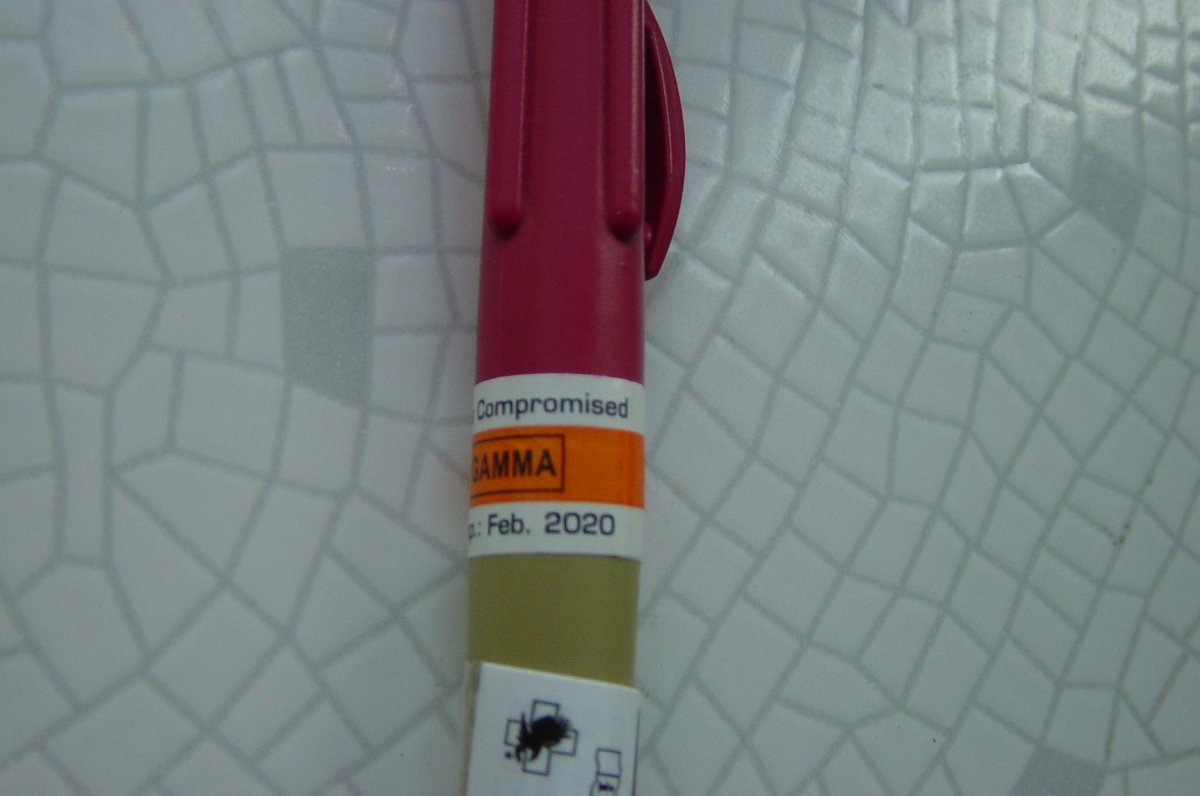 Compromised
GAMMA
p.: Feb. 2020